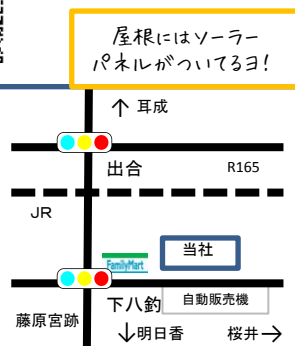 屋根にはソーラー
パネルがついてるヨ!
↑ 耳成
出合 R165
JR
FamilyMart 当社
下八釣 自動販売機
藤原宮跡
↓明日香 桜井→